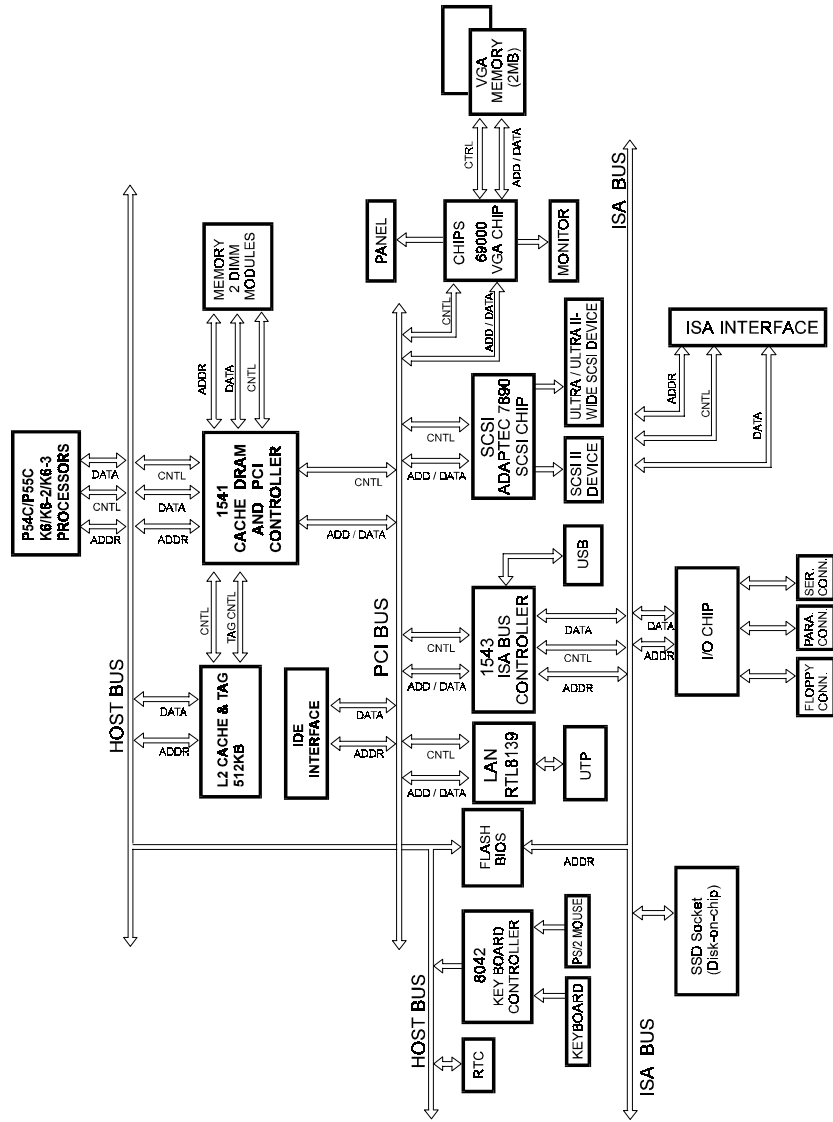 P54C/P55C
K6/K6-2/K6-3
PROCESSORS
ADDR
CNTL
DATA
HOST BUS
ADDR
DATA
L2 CACHE & TAG
512KB
CNTL
TAG CNTL
ADDR
DATA
CNTL
1541
CACHE DRAM
AND PCI
CONTROLLER
ADDR
DATA
CNTL
MEMORY
2 DIMM
MODULES
ADD / DATA
CNTL
IDE
INTERFACE
ADDR
DATA
PCI BUS
PANEL
CNTL
ADD / DATA
CHIPS
69000
VGA CHIP
MONITOR
CTRL
ADD / DATA
VGA
MEMORY
(2MB)
HOST BUS
RTC
8042
KEY BOARD
CONTROLLER
KEYBOARD
PS/2 MOUSE
FLASH
BIOS
ADDR
ADD / DATA
CNTL
LAN
RTL8139
UTP
ADD / DATA
CNTL
1543
ISA BUS
CONTROLLER
USB
ADDR
CNTL
DATA
ADD / DATA
CNTL
SCSI
ADAPTEC 7890
SCSI CHIP
SCSI II
DEVICE
ULTRA / ULTRA II-
WIDE SCSI DEVICE
ISA BUS
ISA BUS
SSD Socket
(Disk-on-chip)
ADDR
DATA
I/O CHIP
FLOPPY
CONN.
PARA.
CONN.
SER.
CONN.
DATA
CNTL
ADDR
ISA INTERFACE